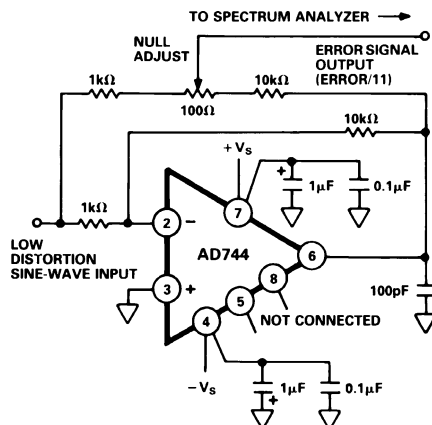 TO SPECTRUM ANALYZER
NULL
ADJUST
ERROR SIGNAL
OUTPUT
(ERROR/11)
1kΩ
100Ω
10kΩ
10kΩ
+VS
+
1μF
0.1μF
1kΩ
2
−
7
LOW
DISTORTION
SINE-WAVE INPUT
AD744
6
3
+
8
5
4
NOT CONNECTED
100pF
−VS
1μF
+
0.1μF